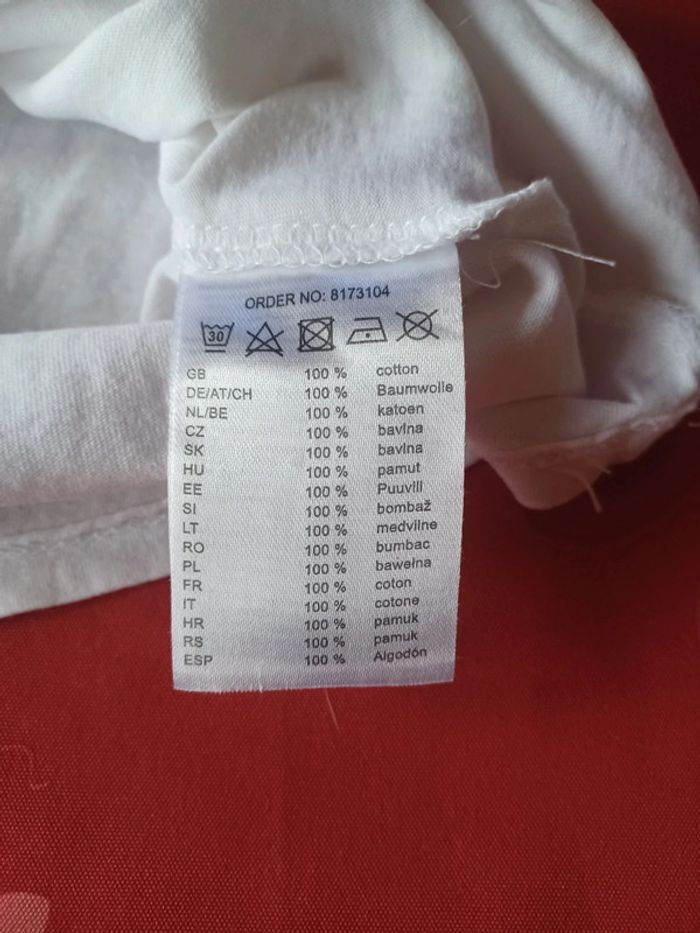 ORDER NO: 8173104
30
GB 100 % cotton
DE/AT/CH 100 % Baumwolle
NL/BE 100 % katoen
CZ 100 % bavlna
SK 100 % bavlna
HU 100 % pamut
EE 100 % Puuvill
SI 100 % bombaž
LT 100 % medvilne
RO 100 % bumbac
PL 100 % bawełna
FR 100 % coton
IT 100 % cotone
HR 100 % pamuk
RS 100 % pamuk
ESP 100 % Algodón